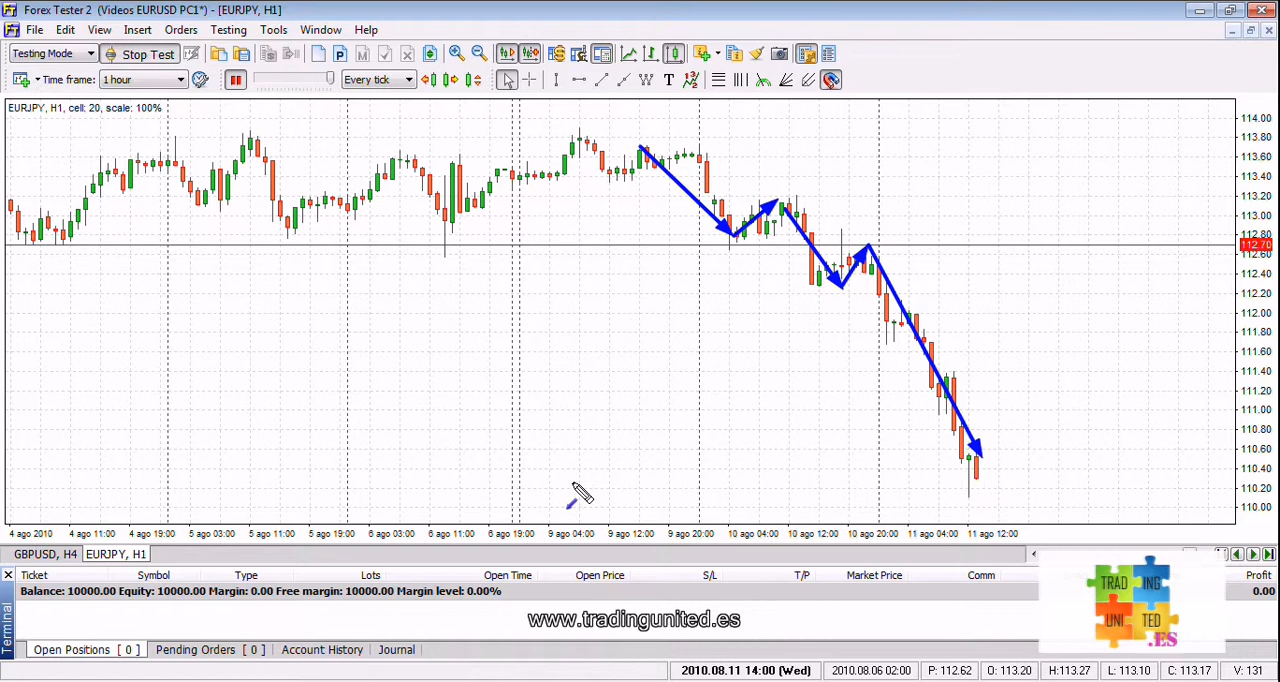 Forex Tester 2 (Videos EURUSD PC1*) - [EURJPY, H1]
File Edit View Insert Orders Testing Tools Window Help
Testing Mode Stop Test
Time frame: 1 hour Every tick
EURJPY, H1, cell: 20, scale: 100%
114.00
113.80
113.60
113.40
113.20
113.00
112.80
112.70
112.60
112.40
112.20
112.00
111.80
111.60
111.40
111.20
111.00
110.80
110.60
110.40
110.20
110.00
4 ago 2010 4 ago 11:00 4 ago 19:00 5 ago 03:00 5 ago 11:00 5 ago 19:00 6 ago 03:00 6 ago 11:00 6 ago 19:00 9 ago 04:00 9 ago 12:00 9 ago 20:00 10 ago 04:00 10 ago 12:00 10 ago 20:00 11 ago 04:00 11 ago 12:00
GBPUSD, H4 EURJPY, H1
Ticket Symbol Type Lots Open Time Open Price S/L T/P Market Price Comm Profit
Balance: 10000.00 Equity: 10000.00 Margin: 0.00 Free margin: 10000.00 Margin level: 0.00% 0.00
TRAD ING
UNI TED
.ES
www.tradingunited.es
Terminal
Open Positions [ 0 ] Pending Orders [ 0 ] Account History Journal
2010.08.11 14:00 (Wed) 2010.08.06 02:00 P: 112.62 O: 113.20 H: 113.27 L: 113.10 C: 113.17 V: 131